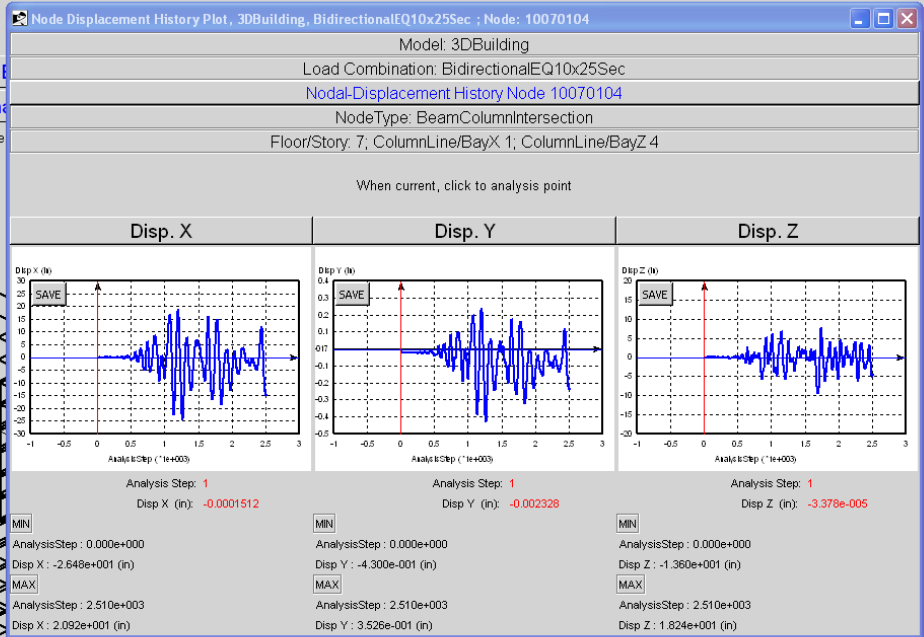 Node Displacement History Plot, 3DBuilding, BidirectionalEQ10x25Sec ; Node: 10070104
Model: 3DBuilding
Load Combination: BidirectionalEQ10x25Sec
Nodal-Displacement History Node 10070104
NodeType: BeamColumnIntersection
Floor/Story: 7; ColumnLine/BayX 1; ColumnLine/BayZ 4
When current, click to analysis point
Disp. X Disp. Y Disp. Z
Disp X (in)
SAVE
30
25
20
15
10
5
0
-5
-10
-15
-20
-25
-30
-1 -0.5 0 0.5 1 1.5 2 2.5 3
AnalysisStep (*1e+003)
Disp Y (in)
SAVE
0.4
0.3
0.2
0.1
-0.1
-0.2
-0.3
-0.4
-0.5
-1 -0.5 0 0.5 1 1.5 2 2.5 3
AnalysisStep (*1e+003)
Disp Z (in)
SAVE
20
15
10
5
0
-5
-10
-15
-20
-1 -0.5 0 0.5 1 1.5 2 2.5 3
AnalysisStep (*1e+003)
Analysis Step: 1
Disp X (in): -0.0001512
MIN
AnalysisStep : 0.000e+000
Disp X : -2.648e+001 (in)
MAX
AnalysisStep : 2.510e+003
Disp X : 2.092e+001 (in)
Analysis Step: 1
Disp Y (in): -0.002328
MIN
AnalysisStep : 0.000e+000
Disp Y : -4.300e-001 (in)
MAX
AnalysisStep : 2.510e+003
Disp Y : 3.526e-001 (in)
Analysis Step: 1
Disp Z (in): -3.378e-005
MIN
AnalysisStep : 0.000e+000
Disp Z : -1.360e+001 (in)
MAX
AnalysisStep : 2.510e+003
Disp Z : 1.824e+001 (in)